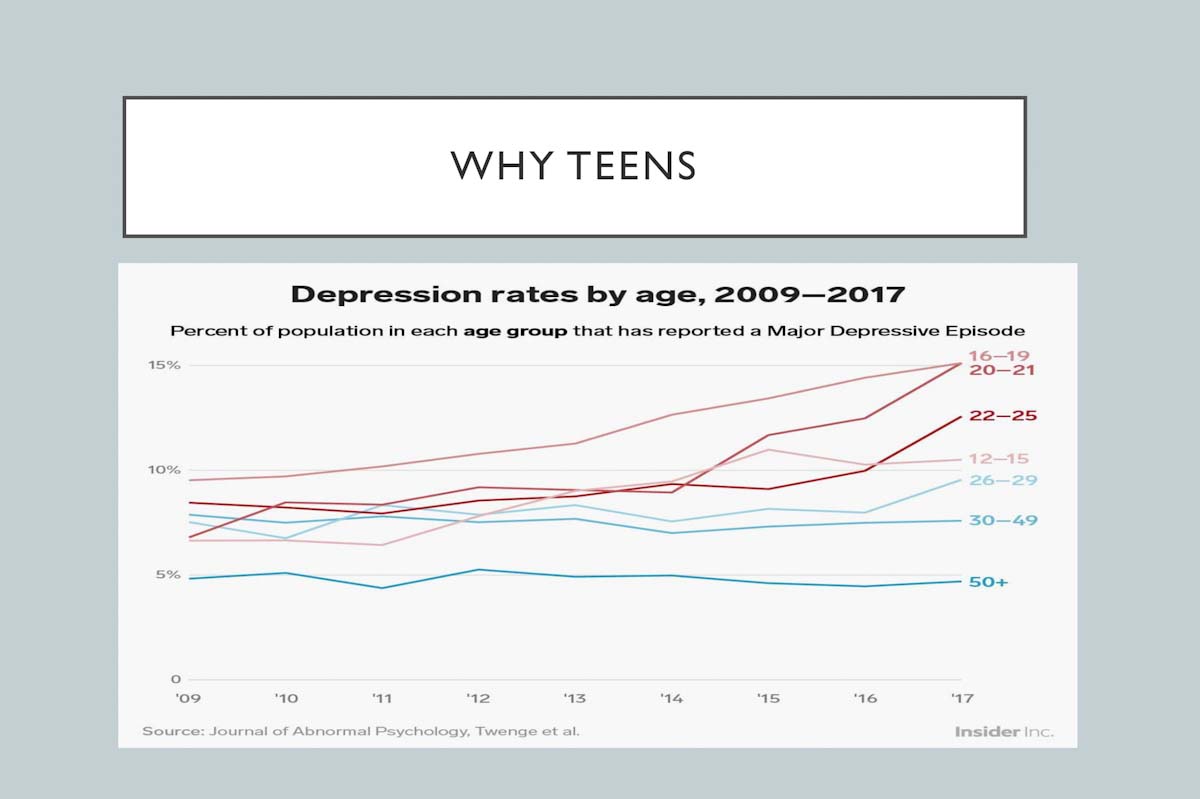 WHY TEENS
Depression rates by age, 2009—2017
Percent of population in each age group that has reported a Major Depressive Episode
15%
16—19
20—21
22—25
10%
12—15
26—29
30—49
5%
50+
0
'09 '10 '11 '12 '13 '14 '15 '16 '17
Source: Journal of Abnormal Psychology, Twenge et al.
Insider Inc.